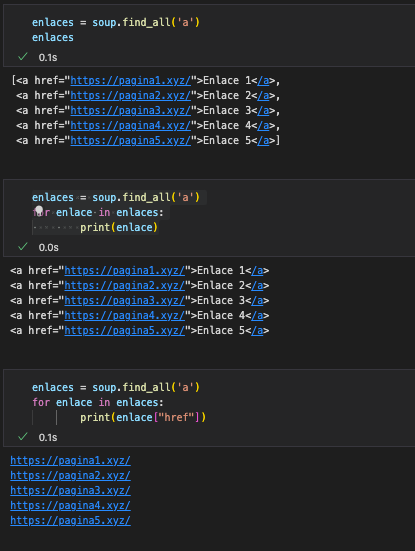 enlaces = soup.find_all('a')
enlaces
0.1s
[<a href="https://pagina1.xyz/">Enlace 1</a>,
<a href="https://pagina2.xyz/">Enlace 2</a>,
<a href="https://pagina3.xyz/">Enlace 3</a>,
<a href="https://pagina4.xyz/">Enlace 4</a>,
<a href="https://pagina5.xyz/">Enlace 5</a>]
enlaces = soup.find_all('a')
for enlace in enlaces:
print(enlace)
0.0s
<a href="https://pagina1.xyz/">Enlace 1</a>
<a href="https://pagina2.xyz/">Enlace 2</a>
<a href="https://pagina3.xyz/">Enlace 3</a>
<a href="https://pagina4.xyz/">Enlace 4</a>
<a href="https://pagina5.xyz/">Enlace 5</a>
enlaces = soup.find_all('a')
for enlace in enlaces:
print(enlace["href"])
0.1s
https://pagina1.xyz/
https://pagina2.xyz/
https://pagina3.xyz/
https://pagina4.xyz/
https://pagina5.xyz/